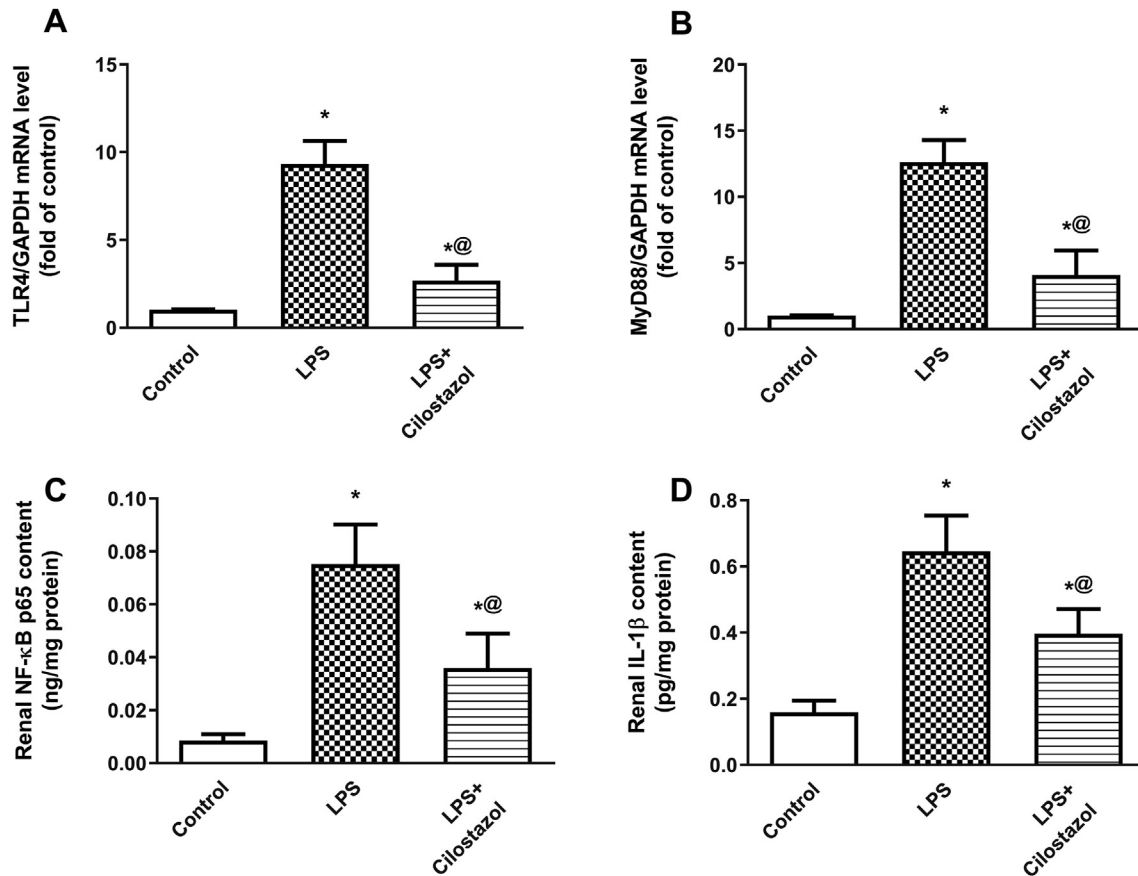 A
TLR4/GAPDH mRNA level
(fold of control)
15
10
5
0
*
*@
Control
LPS
LPS+
Cilostazol
B
MyD88/GAPDH mRNA level
(fold of control)
20
15
10
5
0
*
*@
Control
LPS
LPS+
Cilostazol
C
Renal NF-κB p65 content
(ng/mg protein)
0.10
0.08
0.06
0.04
0.02
0.00
*
*@
Control
LPS
LPS+
Cilostazol
D
Renal IL-1β content
(pg/mg protein)
0.8
0.6
0.4
0.2
0.0
*
*@
Control
LPS
LPS+
Cilostazol